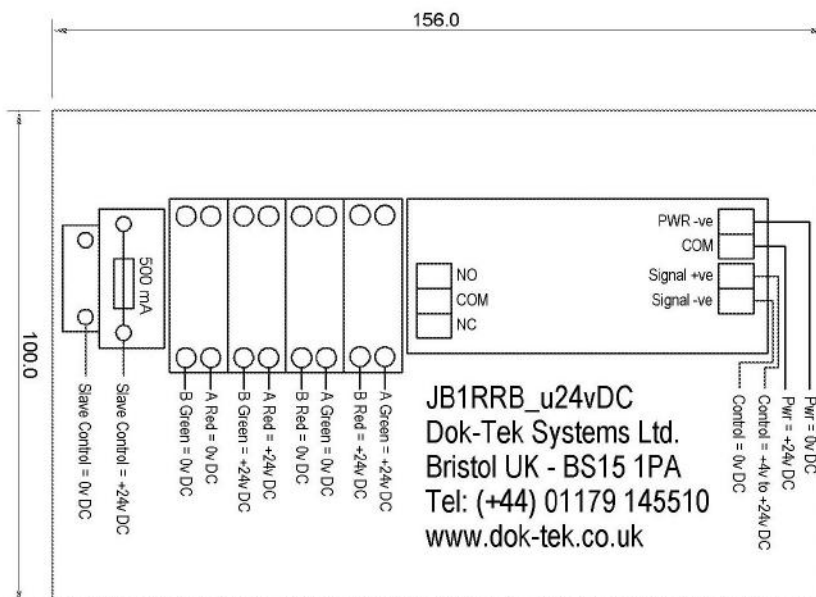 156.0
100.0
500 mA
NO
COM
NC
PWR -ve
COM
Signal +ve
Signal -ve
Slave Control = 0v DC
Slave Control = +24v DC
B Green = 0v DC
A Red = 0v DC
B Green = +24v DC
A Red = +24v DC
B Red = 0v DC
A Green = 0v DC
B Red = +24v DC
A Green = +24v DC
Control = 0v DC
Control = +4v to +24v DC
Pwr = +24v DC
Pwr = 0v DC
JB1RRB_u24vDC
Dok-Tek Systems Ltd.
Bristol UK - BS15 1PA
Tel: (+44) 01179 145510
www.dok-tek.co.uk